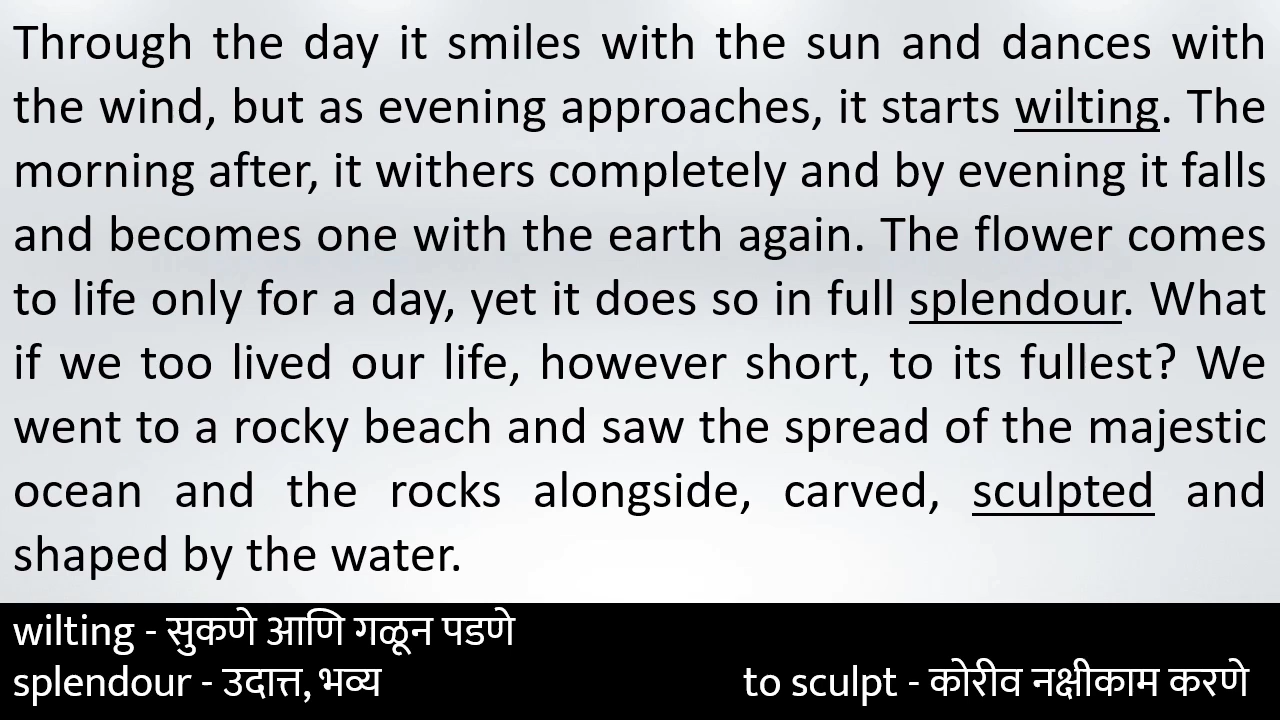 Through the day it smiles with the sun and dances with
the wind, but as evening approaches, it starts wilting. The
morning after, it withers completely and by evening it falls
and becomes one with the earth again. The flower comes
to life only for a day, yet it does so in full splendour. What
if we too lived our life, however short, to its fullest? We
went to a rocky beach and saw the spread of the majestic
ocean and the rocks alongside, carved, sculpted and
shaped by the water.
wilting - सुकणे आणि गळून पडणे
splendour - उदात्त, भव्य to sculpt - कोरीव नक्षीकाम करणे